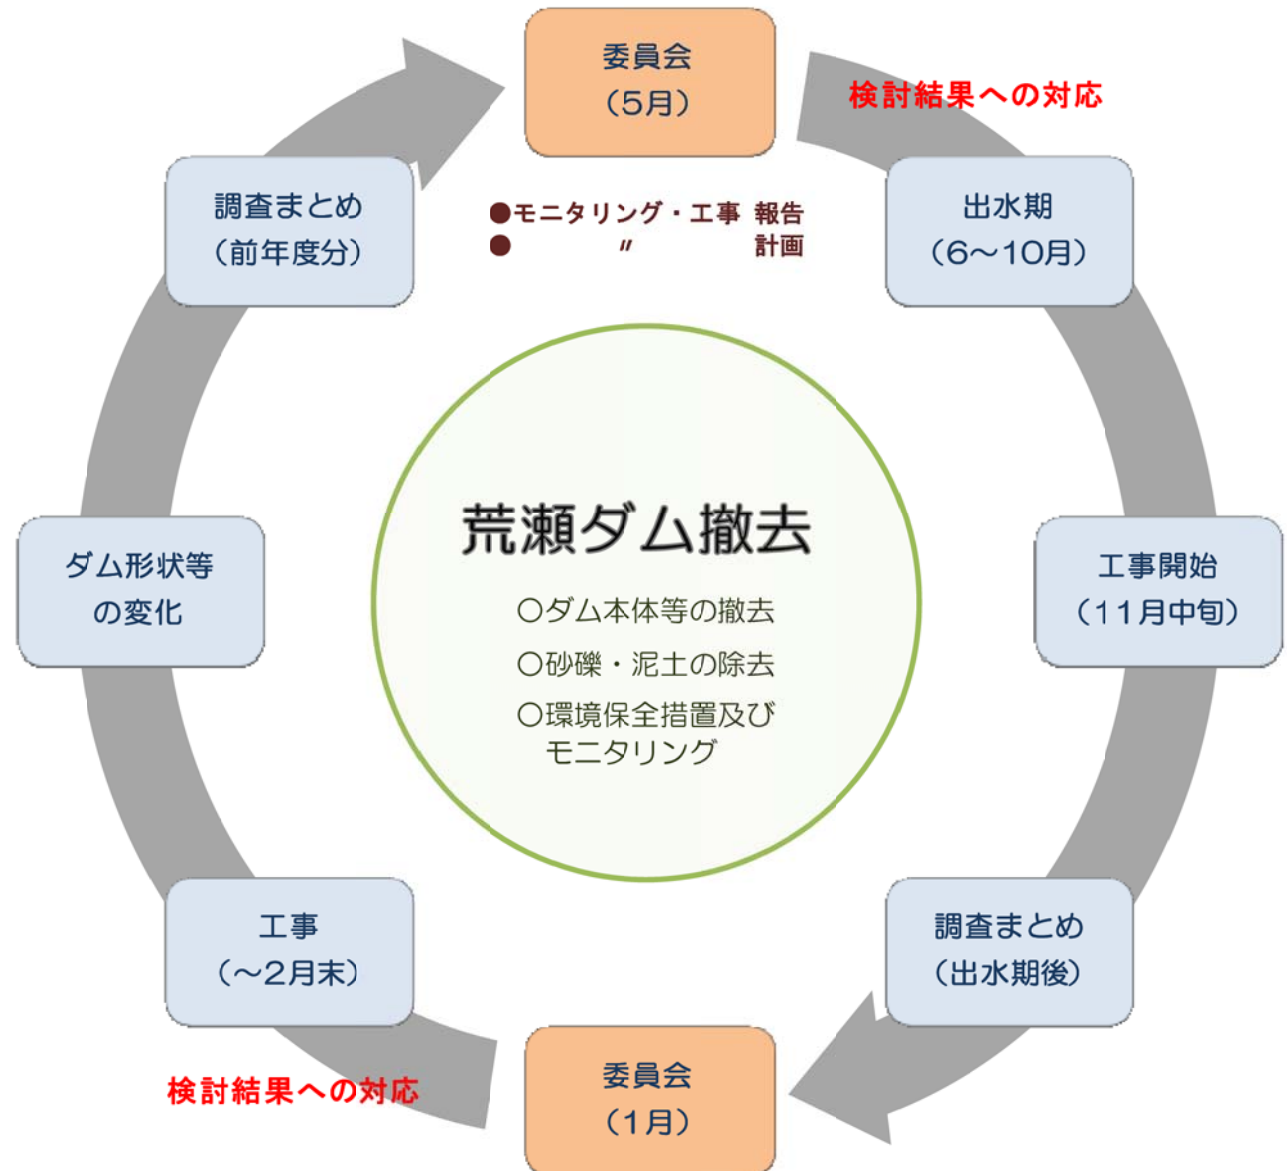 委員会
（5月）
検討結果への対応
出水期
（6～10月）
工事開始
（11月中旬）
調査まとめ
（出水期後）
委員会
（1月）
検討結果への対応
工事
（～2月末）
ダム形状等
の変化
調査まとめ
（前年度分）
●モニタリング・工事 報告
● 〃 計画
荒瀬ダム撤去
○ダム本体等の撤去
○砂礫・泥土の除去
○環境保全措置及び
モニタリング